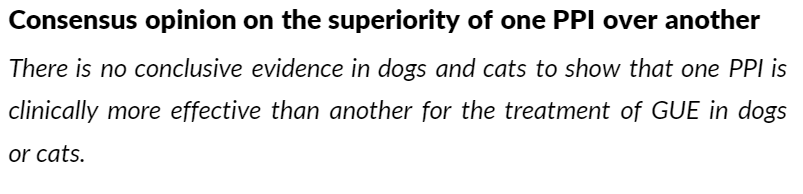 Consensus opinion on the superiority of one PPI over another
There is no conclusive evidence in dogs and cats to show that one PPI is
clinically more effective than another for the treatment of GUE in dogs
or cats.